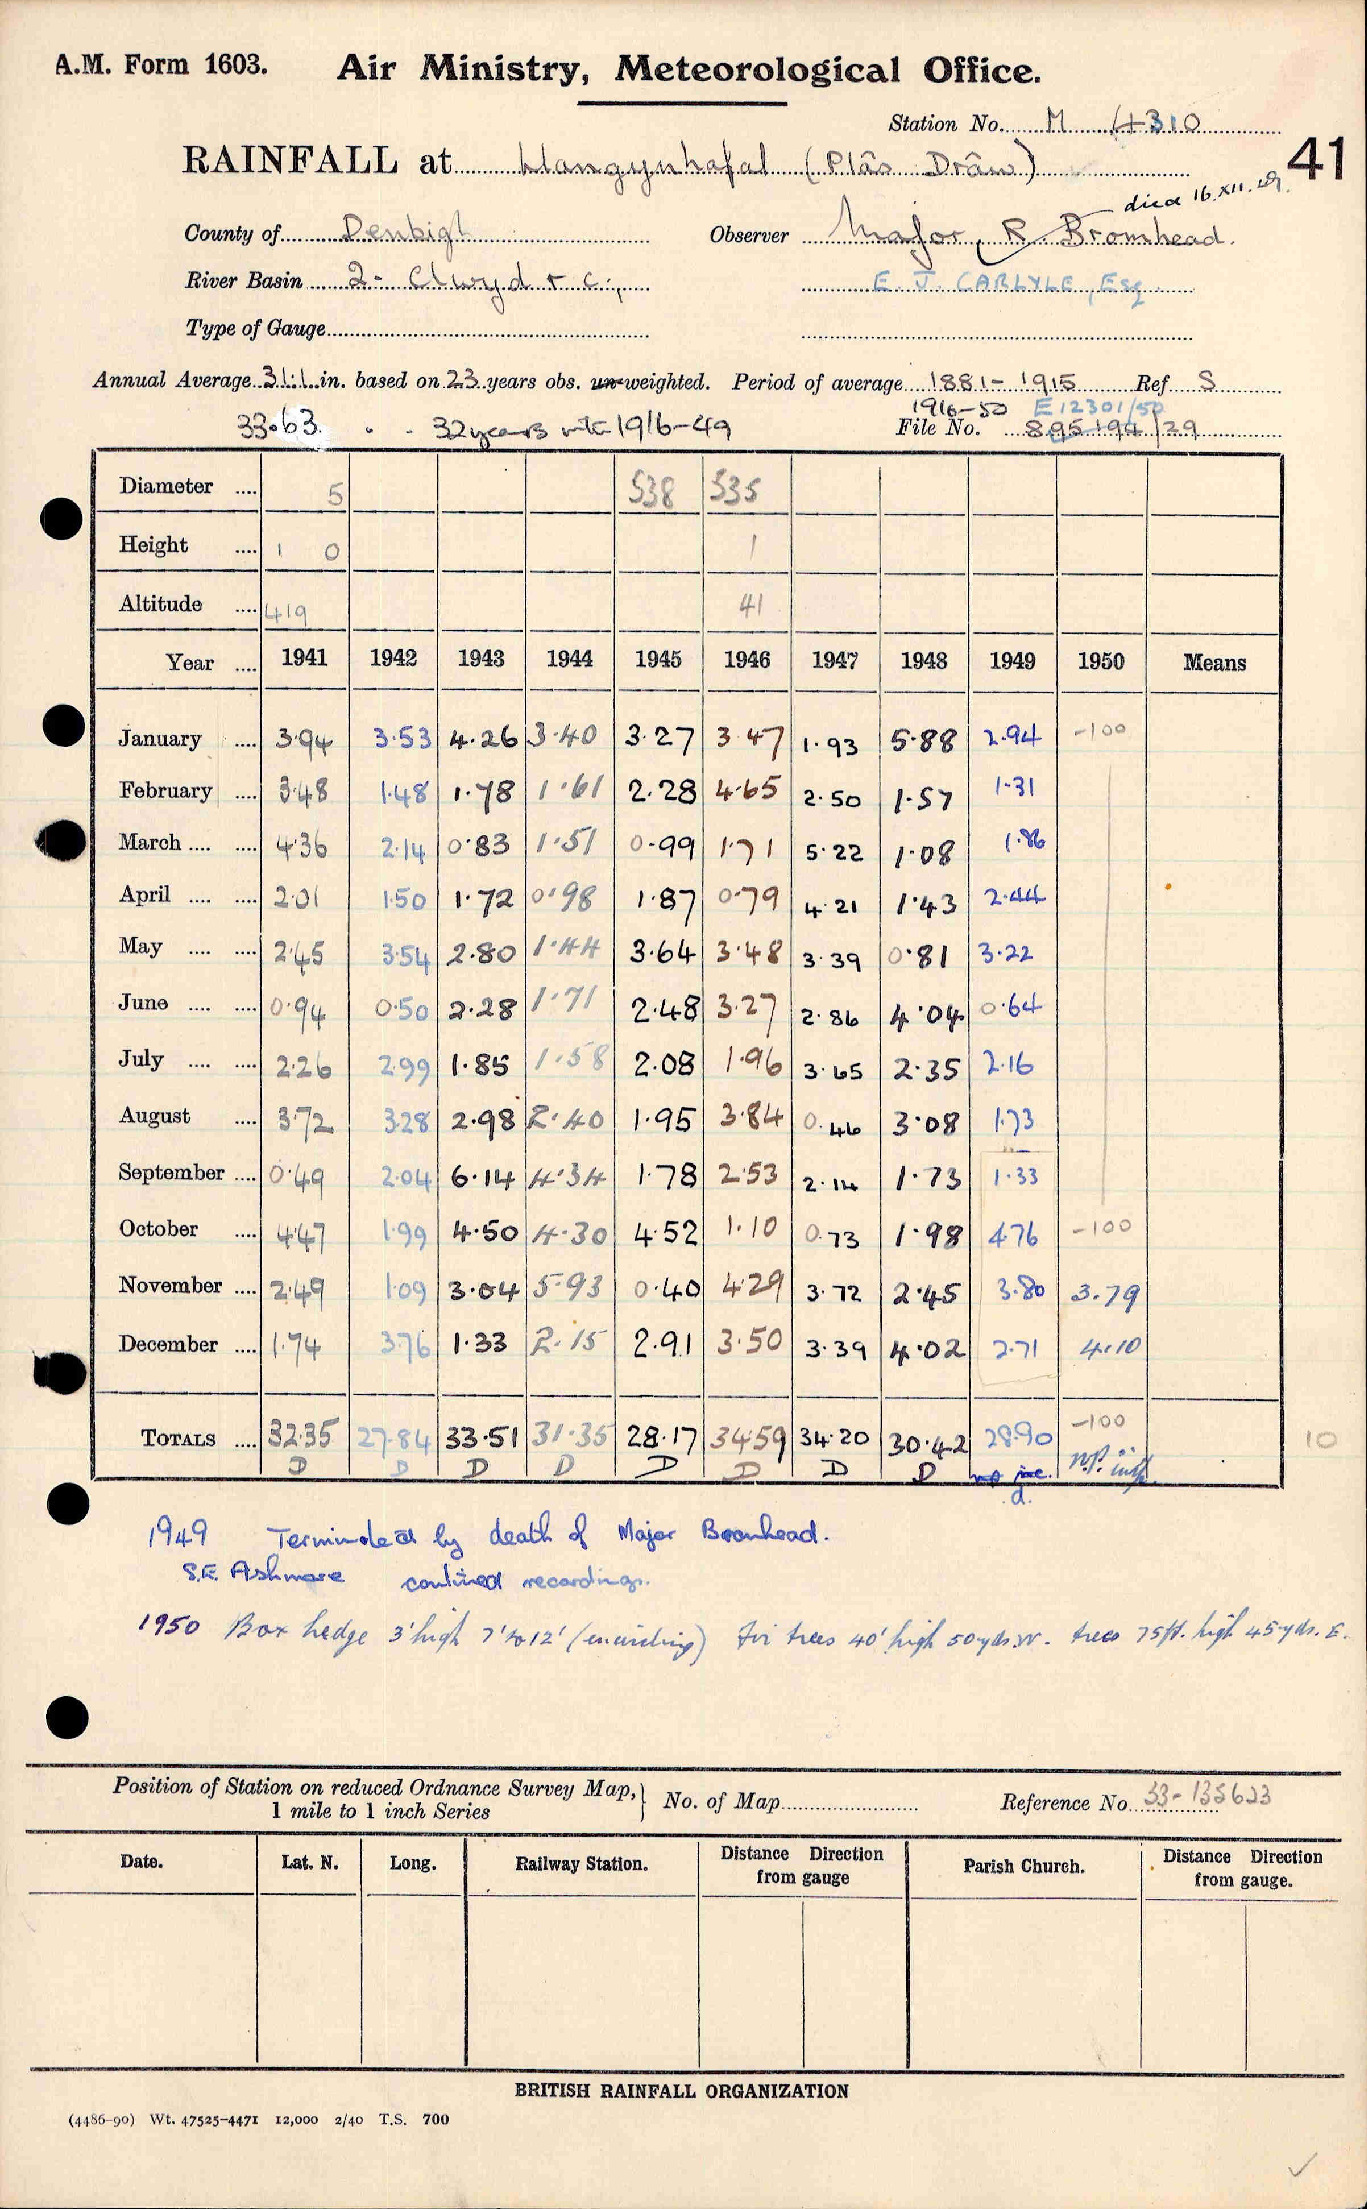 A.M. Form 1603. Air Ministry, Meteorological Office.
Station No. M 4310
41
RAINFALL at Llangynhafal (Plâs Drâw)
died 16.XII.49.
County of Denbigh Observer Major R. Bromhead.
River Basin 2- Clwyd + c., E. J. CARLYLE, Esq
Type of Gauge
Annual Average 31.1 in. based on 23 years obs. un-weighted. Period of average 1881-1915 Ref S
1916-50 E12301/50
33.63 . . 32 years 1916-49 File No. 895194/29
Diameter .... 5 538 535
Height .... 1 0 1
Altitude .... 419 41
Year .... 1941 1942 1943 1944 1945 1946 1947 1948 1949 1950 Means
January .... 3.94 3.53 4.26 3.40 3.27 3.47 1.93 5.88 2.94 -100
February .... 3.48 1.48 1.78 1.61 2.28 4.65 2.50 1.57 1.31
March .... .... 4.36 2.14 0.83 1.51 0.99 1.71 5.22 1.08 1.86
April .... .... 2.01 1.50 1.72 0.98 1.87 0.79 4.21 1.43 2.44
May .... .... 2.45 3.54 2.80 1.44 3.64 3.48 3.39 0.81 3.22
June .... .... 0.94 0.50 2.28 1.71 2.48 3.27 2.86 4.04 0.64
July .... .... 2.26 2.99 1.85 1.58 2.08 1.96 3.65 2.35 2.16
August .... 3.72 3.28 2.98 2.40 1.95 3.84 0.46 3.08 1.73
September .... 0.49 2.04 6.14 4.34 1.78 2.53 2.14 1.73 1.33
October .... 4.47 1.99 4.50 4.30 4.52 1.10 0.73 1.98 4.76 -100
November .... 2.49 1.09 3.04 5.93 0.40 4.29 3.72 2.45 3.80 3.79
December .... 1.74 3.76 1.33 2.15 2.91 3.50 3.39 4.02 2.71 4.10
TOTALS .... 32.35 27.84 33.51 31.35 28.17 34.59 34.20 30.42 28.90 -100 10
D D D D D D D D n.p.
d.
1949 Terminated by death of Major Bromhead.
S.E. Ashmore contined recordings.
1950 Box hedge 3' high 7' to 12' (encircling) Fir trees 40' high 50yds.W. trees 75ft. high 45yds. E.
Position of Station on reduced Ordnance Survey Map, 1 mile to 1 inch Series No. of Map Reference No. 33-135623
Date. Lat. N. Long. Railway Station. Distance Direction from gauge Parish Church. Distance Direction from gauge.
BRITISH RAINFALL ORGANIZATION
(4486-90) Wt. 47525-4471 12,000 2/40 T.S. 700